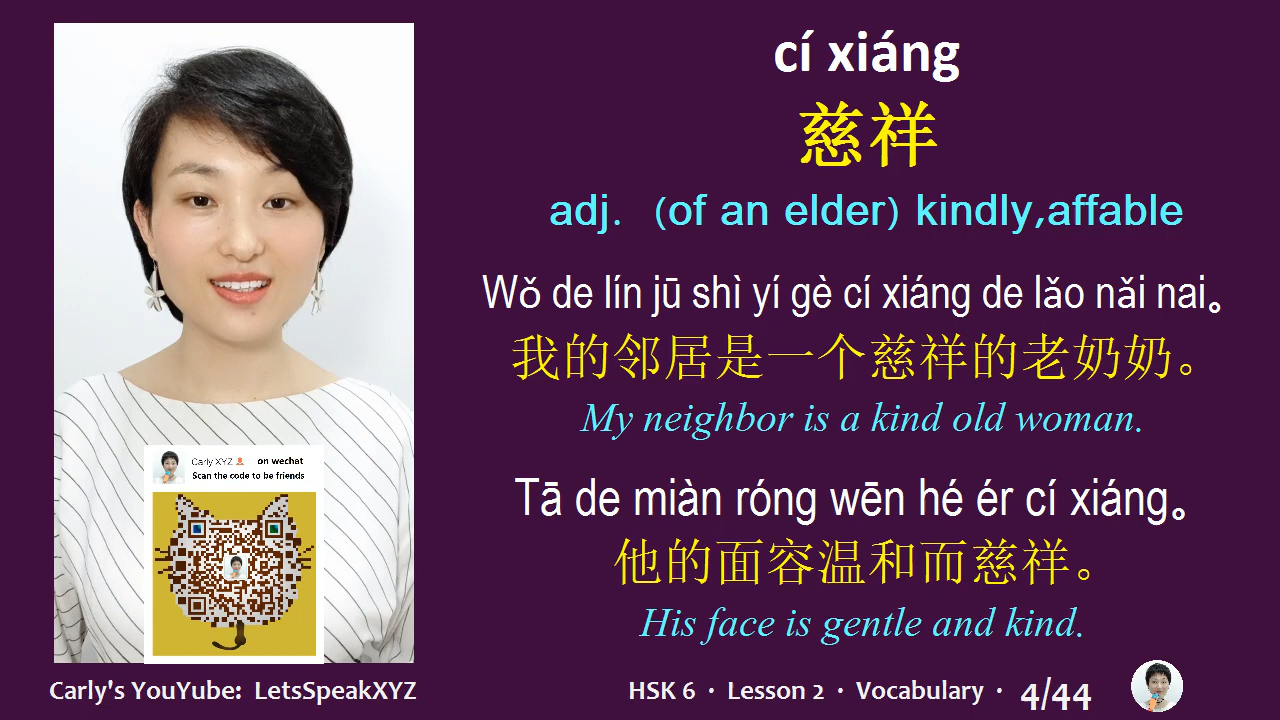 cí xiáng
慈祥
adj. (of an elder) kindly,affable
Wǒ de lín jū shì yí gè cí xiáng de lǎo nǎi nai。
我的邻居是一个慈祥的老奶奶。
My neighbor is a kind old woman.
Tā de miàn róng wēn hé ér cí xiáng。
他的面容温和而慈祥。
His face is gentle and kind.
Carly XYZ on wechat
Scan the code to be friends
Carly's YouYube: LetsSpeakXYZ
HSK 6 · Lesson 2 · Vocabulary · 4/44